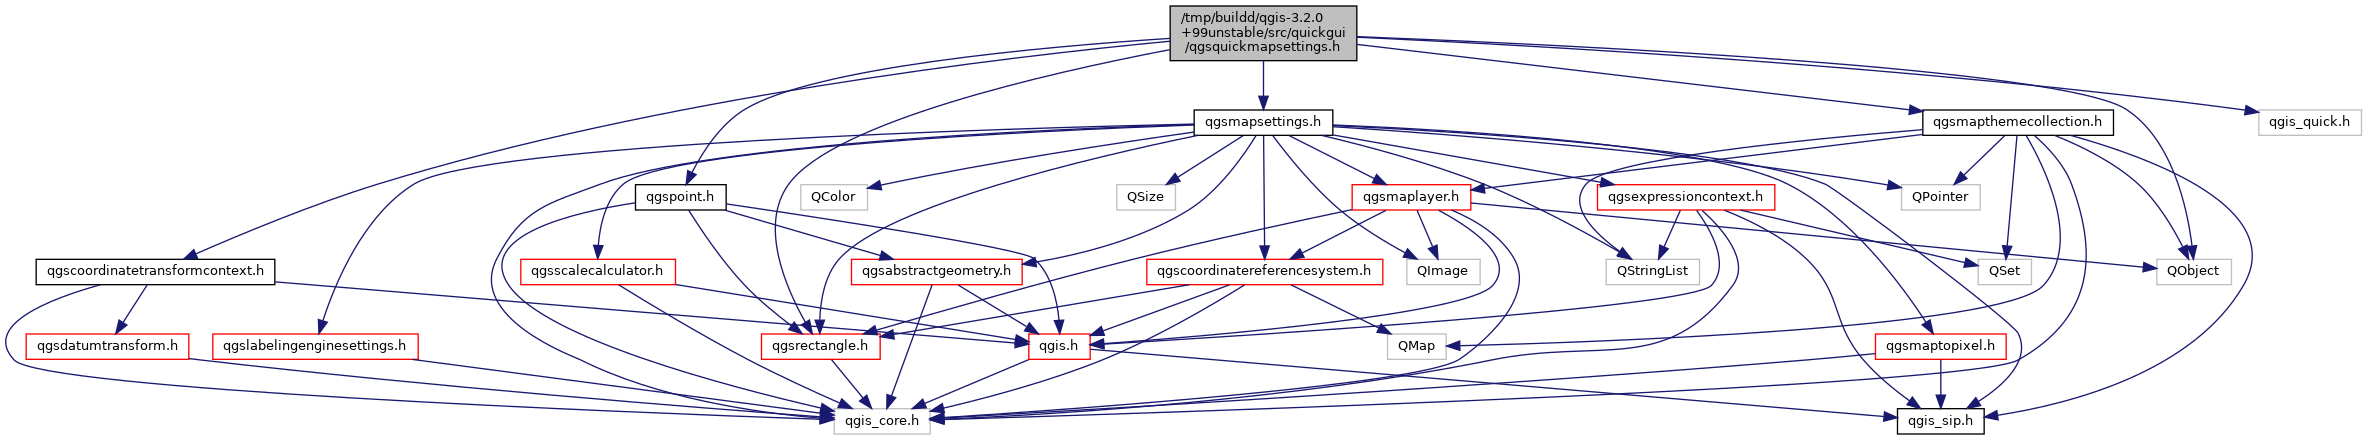 /tmp/buildd/qgis-3.2.0
+99unstable/src/quickgui
/qgsquickmapsettings.h
qgsmapsettings.h
qgsmapthemecollection.h
qgis_quick.h
qgspoint.h
QColor
QSize
qgsmaplayer.h
qgsexpressioncontext.h
QPointer
qgscoordinatetransformcontext.h
qgsscalecalculator.h
qgsabstractgeometry.h
qgscoordinatereferencesystem.h
QImage
QStringList
QSet
QObject
qgsdatumtransform.h
qgslabelingenginesettings.h
qgsrectangle.h
qgis.h
QMap
qgsmaptopixel.h
qgis_core.h
qgis_sip.h